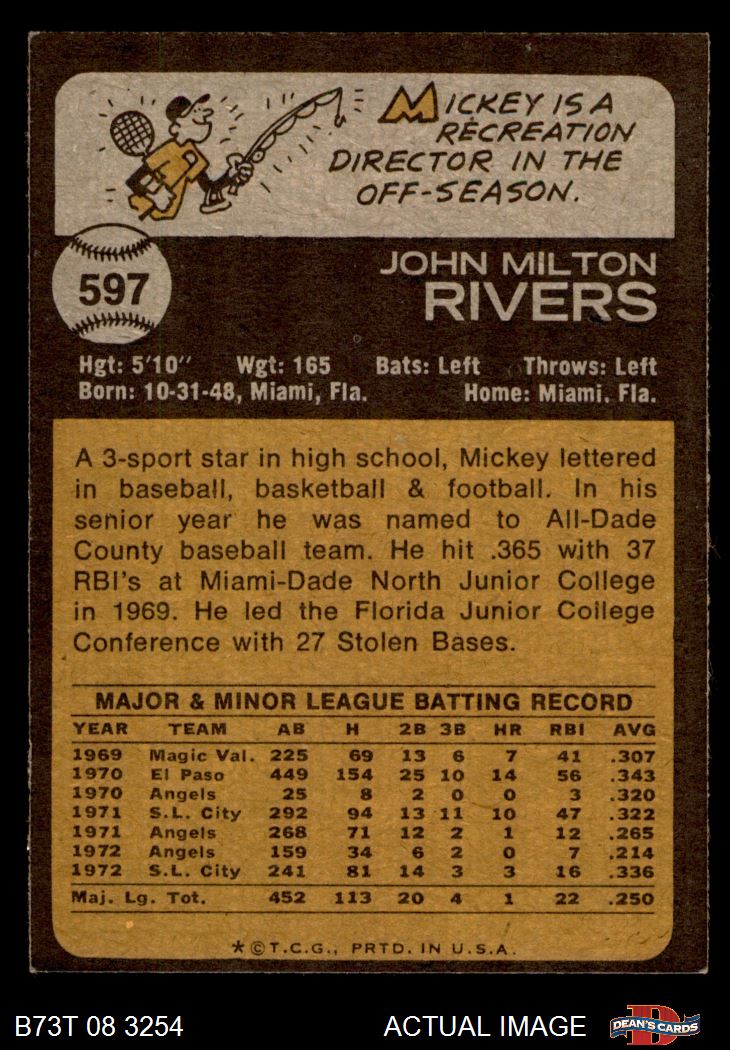 MICKEY IS A
RECREATION
DIRECTOR IN THE
OFF-SEASON.
597
JOHN MILTON
RIVERS
Hgt: 5'10" Wgt: 165 Bats: Left Throws: Left
Born: 10-31-48, Miami, Fla. Home: Miami. Fla.
A 3-sport star in high school, Mickey lettered
in baseball, basketball & football. In his
senior year he was named to All-Dade
County baseball team. He hit .365 with 37
RBI's at Miami-Dade North Junior College
in 1969. He led the Florida Junior College
Conference with 27 Stolen Bases.
MAJOR & MINOR LEAGUE BATTING RECORD
YEAR TEAM AB H 2B 3B HR RBI AVG
1969 Magic Val. 225 69 13 6 7 41 .307
1970 El Paso 449 154 25 10 14 56 .343
1970 Angels 25 8 2 0 0 3 .320
1971 S.L. City 292 94 13 11 10 47 .322
1971 Angels 268 71 12 2 1 12 .265
1972 Angels 159 34 6 2 0 7 .214
1972 S.L. City 241 81 14 3 3 16 .336
Maj. Lg. Tot. 452 113 20 4 1 22 .250
*©T.C.G., PRTD. IN U.S.A.
B73T 08 3254 ACTUAL IMAGE
D
DEAN'S CARDS